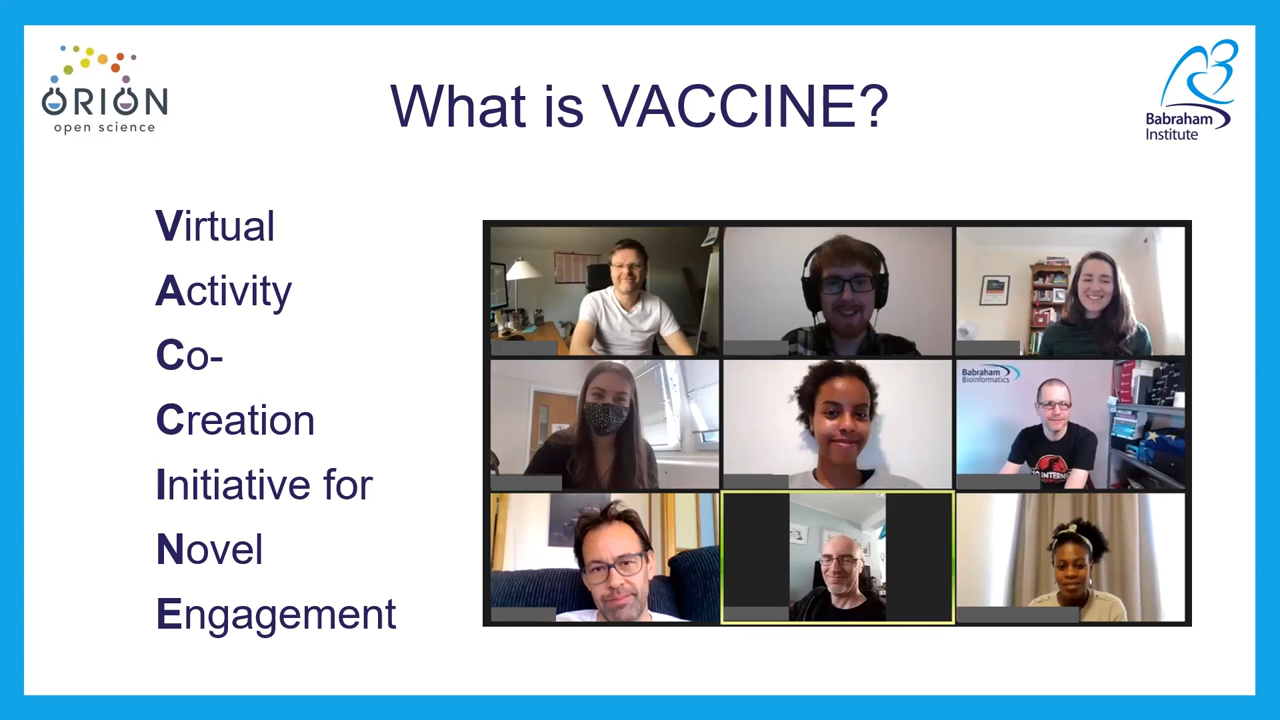 ORION
open science
What is VACCINE?
Babraham
Institute
Virtual
Activity
Co-
Creation
Initiative for
Novel
Engagement
Babraham
Bioinformatics